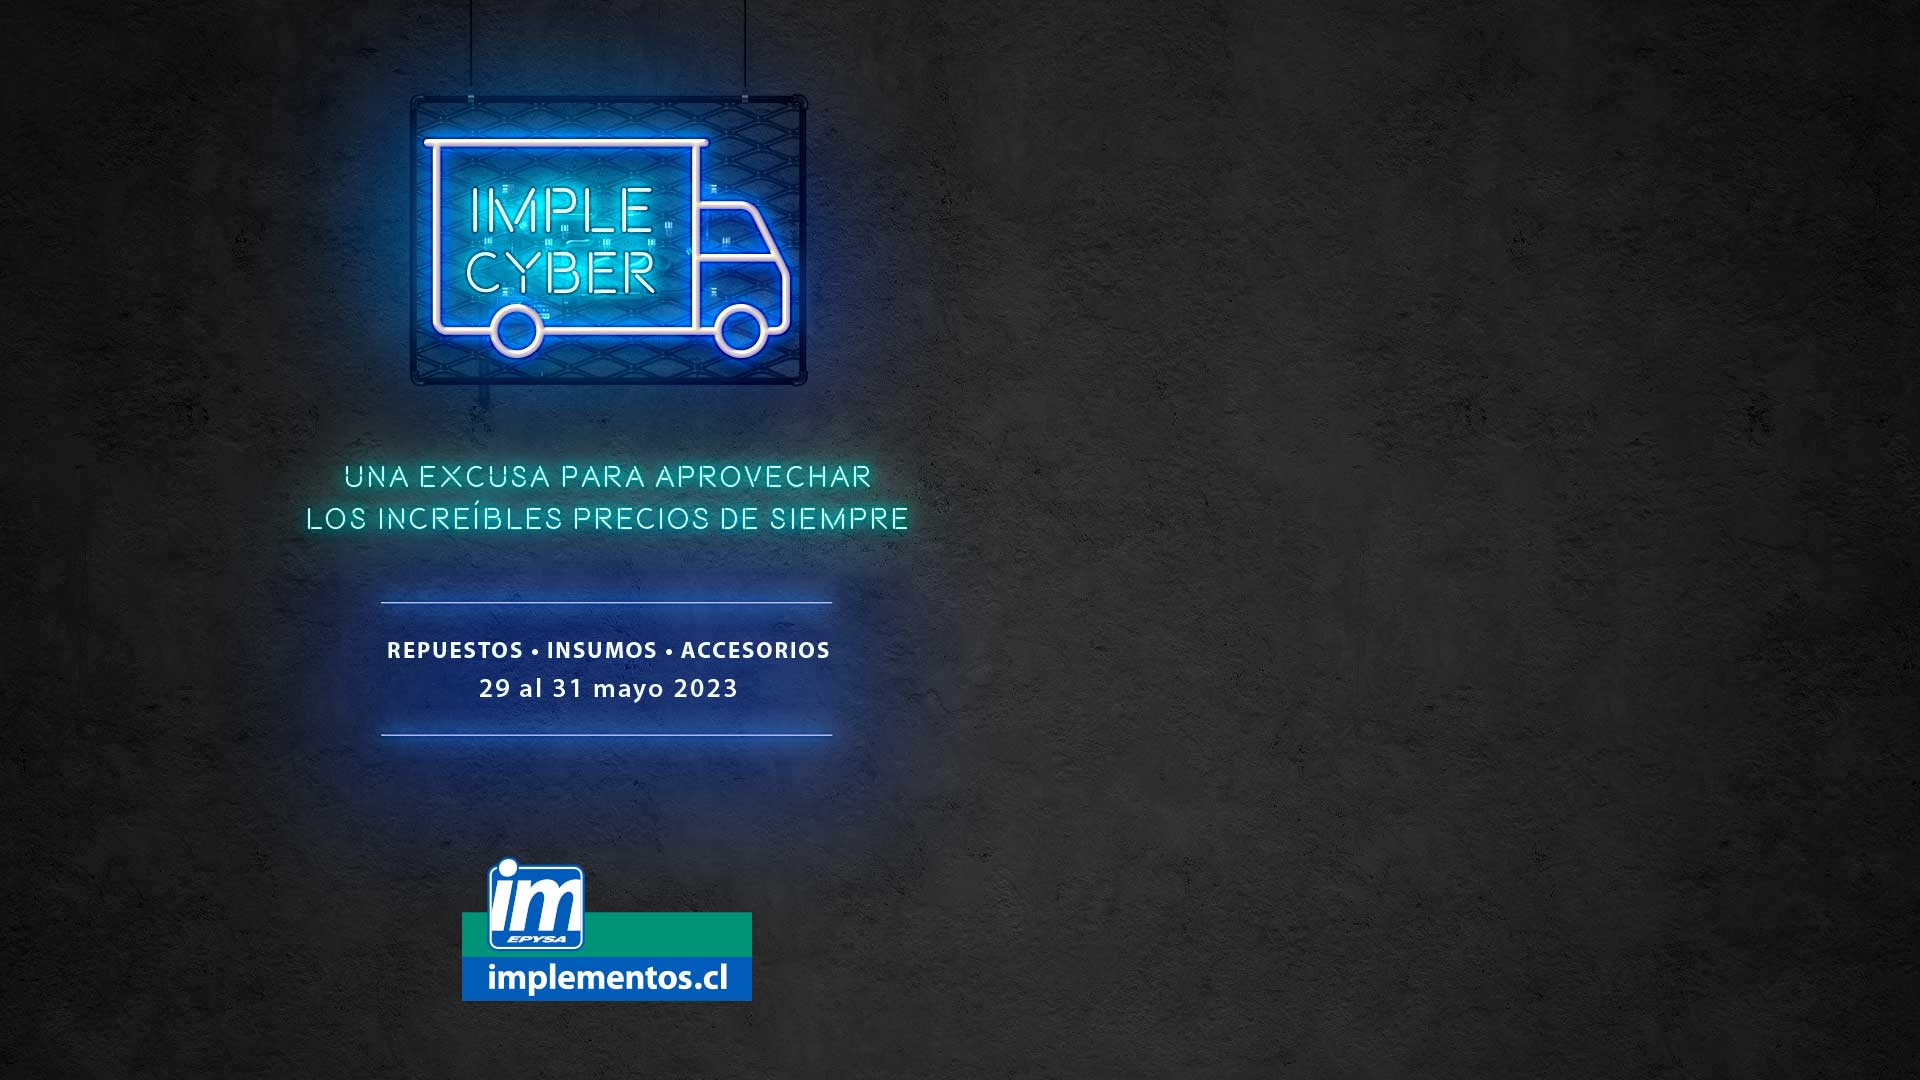 IMPLE
CYBER
UNA EXCUSA PARA APROVECHAR
LOS INCREÍBLES PRECIOS DE SIEMPRE
REPUESTOS • INSUMOS • ACCESORIOS
29 al 31 mayo 2023
im
EPYSA
implementos.cl